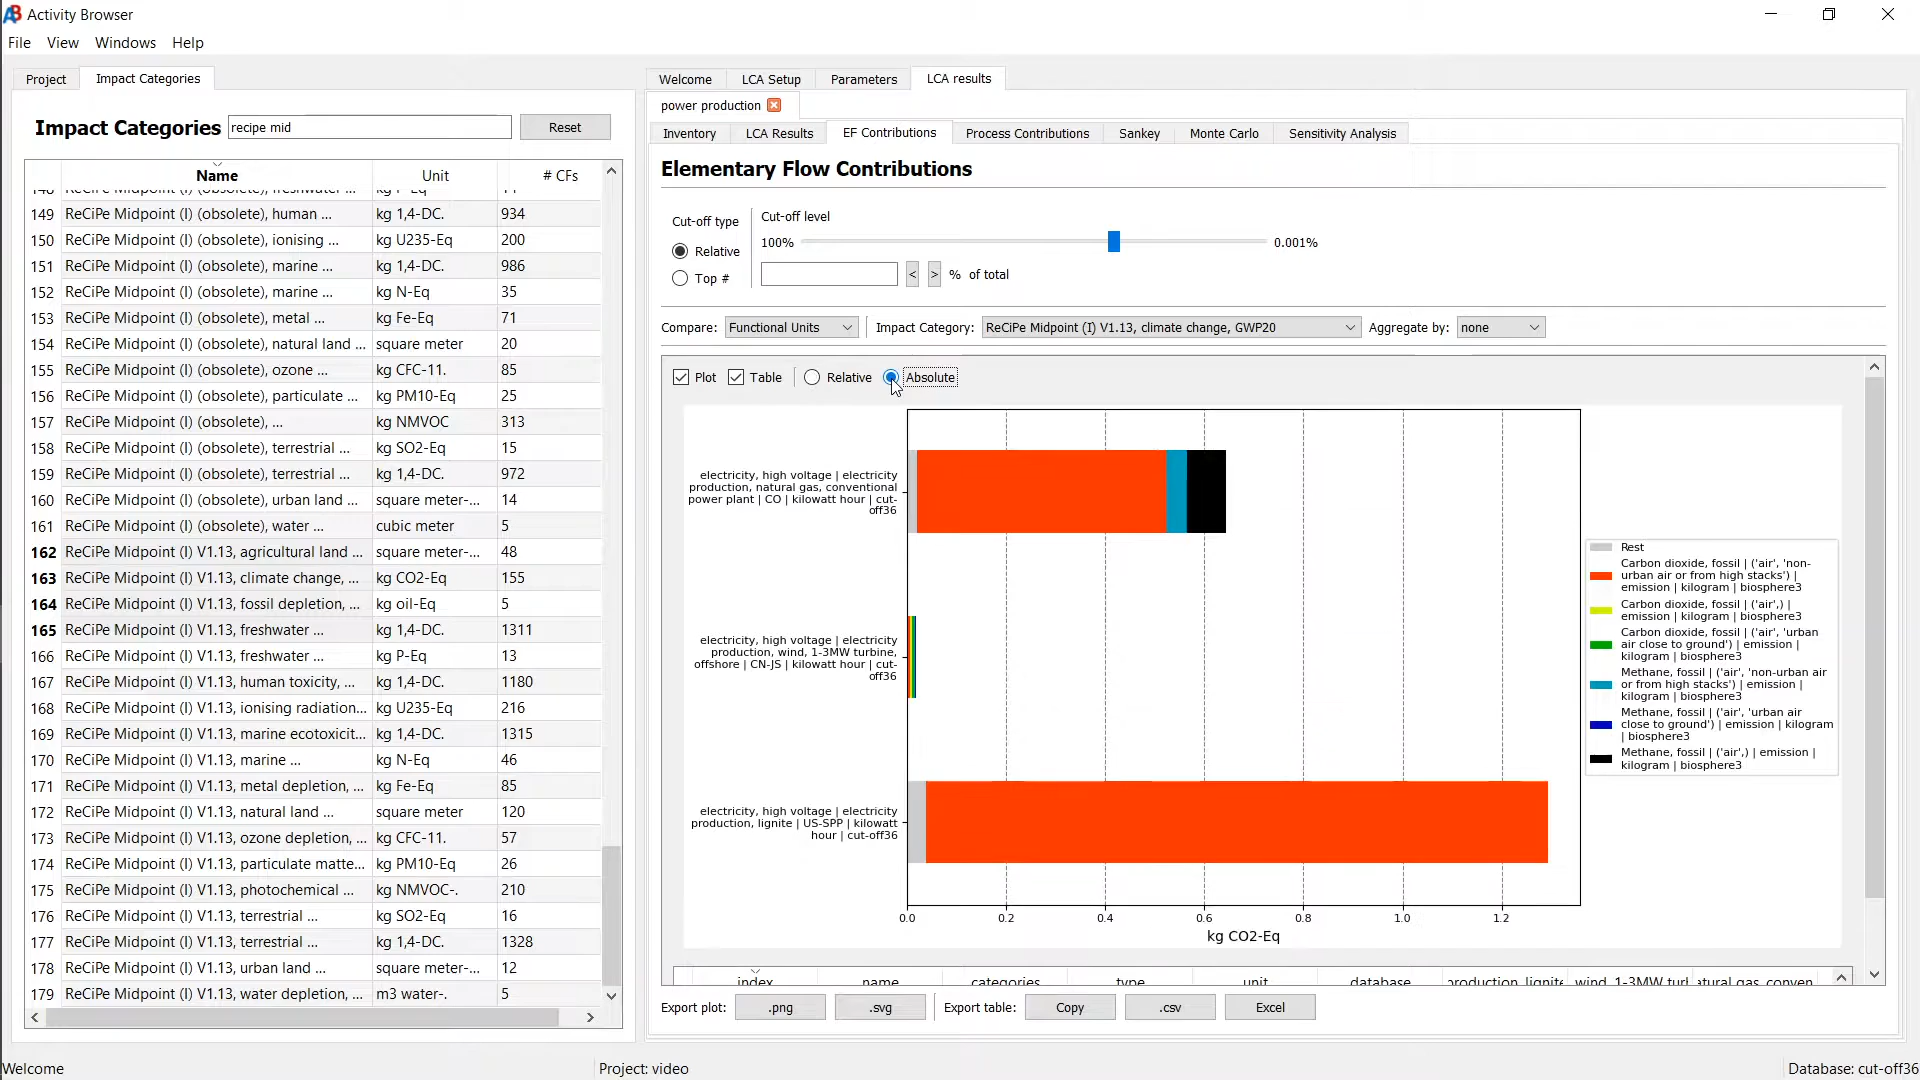 Activity Browser
File View Windows Help
Project Impact Categories
Impact Categories recipe mid Reset
Name Unit # CFs
149 ReCiPe Midpoint (I) (obsolete), human ... kg 1,4-DC. 934
150 ReCiPe Midpoint (I) (obsolete), ionising ... kg U235-Eq 200
151 ReCiPe Midpoint (I) (obsolete), marine ... kg 1,4-DC. 986
152 ReCiPe Midpoint (I) (obsolete), marine ... kg N-Eq 35
153 ReCiPe Midpoint (I) (obsolete), metal ... kg Fe-Eq 71
154 ReCiPe Midpoint (I) (obsolete), natural land ... square meter 20
155 ReCiPe Midpoint (I) (obsolete), ozone ... kg CFC-11. 85
156 ReCiPe Midpoint (I) (obsolete), particulate ... kg PM10-Eq 25
157 ReCiPe Midpoint (I) (obsolete), ... kg NMVOC 313
158 ReCiPe Midpoint (I) (obsolete), terrestrial ... kg SO2-Eq 15
159 ReCiPe Midpoint (I) (obsolete), terrestrial ... kg 1,4-DC. 972
160 ReCiPe Midpoint (I) (obsolete), urban land ... square meter-... 14
161 ReCiPe Midpoint (I) (obsolete), water ... cubic meter 5
162 ReCiPe Midpoint (I) V1.13, agricultural land ... square meter-... 48
163 ReCiPe Midpoint (I) V1.13, climate change, ... kg CO2-Eq 155
164 ReCiPe Midpoint (I) V1.13, fossil depletion, ... kg oil-Eq 5
165 ReCiPe Midpoint (I) V1.13, freshwater ... kg 1,4-DC. 1311
166 ReCiPe Midpoint (I) V1.13, freshwater ... kg P-Eq 13
167 ReCiPe Midpoint (I) V1.13, human toxicity, ... kg 1,4-DC. 1180
168 ReCiPe Midpoint (I) V1.13, ionising radiation... kg U235-Eq 216
169 ReCiPe Midpoint (I) V1.13, marine ecotoxicit... kg 1,4-DC. 1315
170 ReCiPe Midpoint (I) V1.13, marine ... kg N-Eq 46
171 ReCiPe Midpoint (I) V1.13, metal depletion, ... kg Fe-Eq 85
172 ReCiPe Midpoint (I) V1.13, natural land ... square meter 120
173 ReCiPe Midpoint (I) V1.13, ozone depletion, ... kg CFC-11. 57
174 ReCiPe Midpoint (I) V1.13, particulate matte... kg PM10-Eq 26
175 ReCiPe Midpoint (I) V1.13, photochemical ... kg NMVOC-. 210
176 ReCiPe Midpoint (I) V1.13, terrestrial ... kg SO2-Eq 16
177 ReCiPe Midpoint (I) V1.13, terrestrial ... kg 1,4-DC. 1328
178 ReCiPe Midpoint (I) V1.13, urban land ... square meter-... 12
179 ReCiPe Midpoint (I) V1.13, water depletion, ... m3 water-. 5
Welcome LCA Setup Parameters LCA results
power production
Inventory LCA Results EF Contributions Process Contributions Sankey Monte Carlo Sensitivity Analysis
Elementary Flow Contributions
Cut-off type Cut-off level
100% 0.001%
Relative
Top # < > % of total
Compare: Functional Units Impact Category: ReCiPe Midpoint (I) V1.13, climate change, GWP20 Aggregate by: none
Plot Table Relative Absolute
electricity, high voltage | electricity
production, natural gas, conventional
power plant | CO | kilowatt hour | cut-
off36
electricity, high voltage | electricity
production, wind, 1-3MW turbine,
offshore | CN-JS | kilowatt hour | cut-
off36
electricity, high voltage | electricity
production, lignite | US-SPP | kilowatt
hour | cut-off36
0.0 0.2 0.4 0.6 0.8 1.0 1.2
kg CO2-Eq
Rest
Carbon dioxide, fossil | ('air', 'non-
urban air or from high stacks') |
emission | kilogram | biosphere3
Carbon dioxide, fossil | ('air',) |
emission | kilogram | biosphere3
Carbon dioxide, fossil | ('air', 'urban
air close to ground') | emission |
kilogram | biosphere3
Methane, fossil | ('air', 'non-urban air
or from high stacks') | emission |
kilogram | biosphere3
Methane, fossil | ('air', 'urban air
close to ground') | emission | kilogram
| biosphere3
Methane, fossil | ('air',) | emission |
kilogram | biosphere3
index name categories type unit database production, lignite wind, 1-3MW atural gas, conven
Export plot: .png .svg Export table: Copy .csv Excel
Welcome Project: video Database: cut-off36